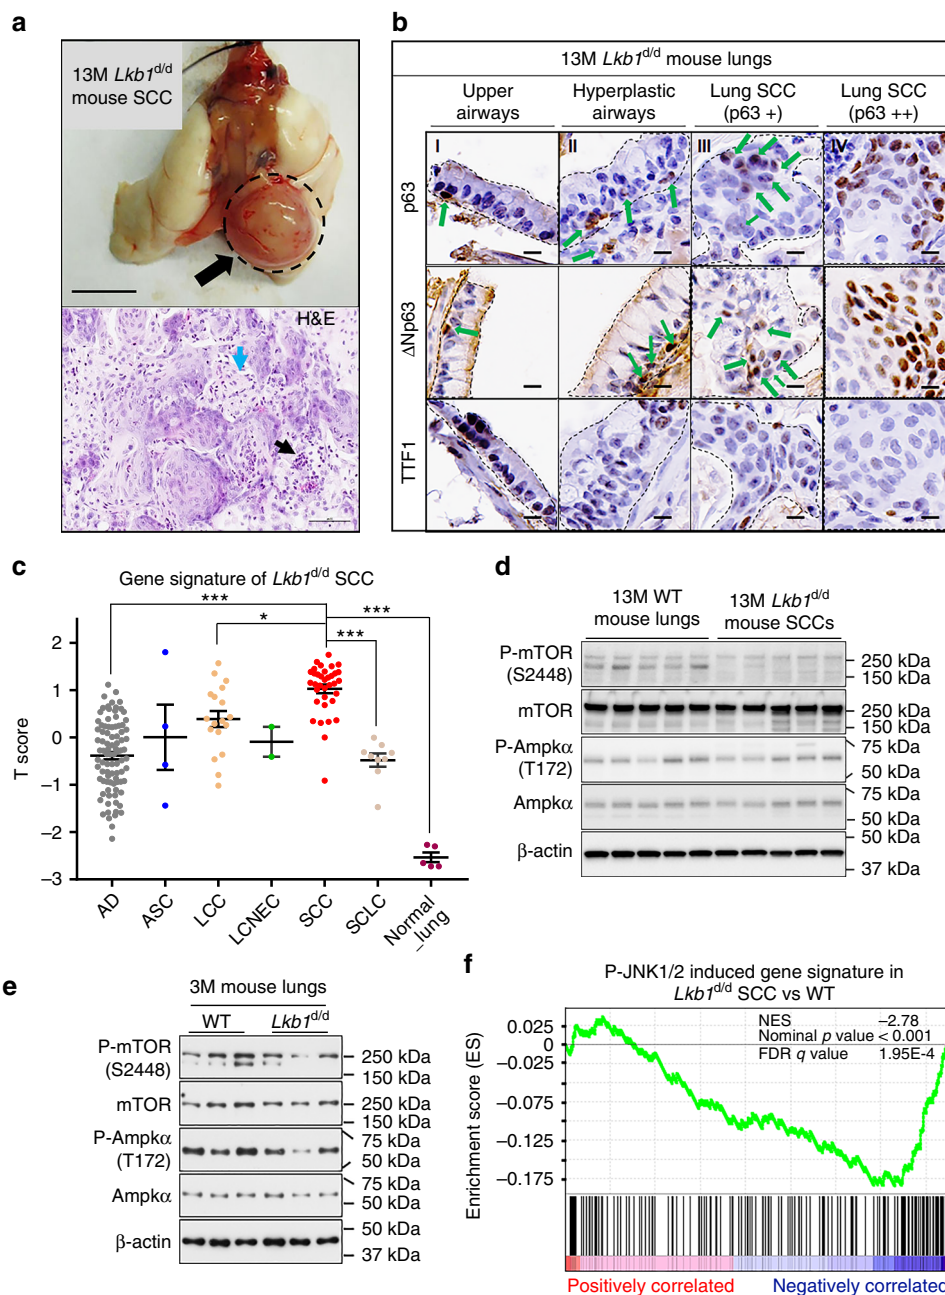 a
13M Lkb1d/d
mouse SCC
H&E
b
13M Lkb1d/d mouse lungs
Upper
airways
Hyperplastic
airways
Lung SCC
(p63 +)
Lung SCC
(p63 ++)
p63
I
II
III
IV
ΔNp63
TTF1
c
Gene signature of Lkb1d/d SCC
***
*
***
***
T score
2
1
0
–1
–2
–3
AD
ASC
LCC
LCNEC
SCC
SCLC
Normal
_lung
d
13M WT
mouse lungs
13M Lkb1d/d
mouse SCCs
P-mTOR
(S2448)
250 kDa
150 kDa
mTOR
250 kDa
150 kDa
P-Ampkα
(T172)
75 kDa
50 kDa
Ampkα
75 kDa
50 kDa
β-actin
50 kDa
37 kDa
e
3M mouse lungs
WT
Lkb1d/d
P-mTOR
(S2448)
250 kDa
150 kDa
mTOR
250 kDa
150 kDa
P-Ampkα
(T172)
75 kDa
50 kDa
Ampkα
75 kDa
50 kDa
β-actin
50 kDa
37 kDa
f
P-JNK1/2 induced gene signature in
Lkb1d/d SCC vs WT
NES –2.78
Nominal p value < 0.001
FDR q value 1.95E-4
Enrichment score (ES)
0.025
0
–0.025
–0.075
–0.125
–0.175
Positively correlated
Negatively correlated